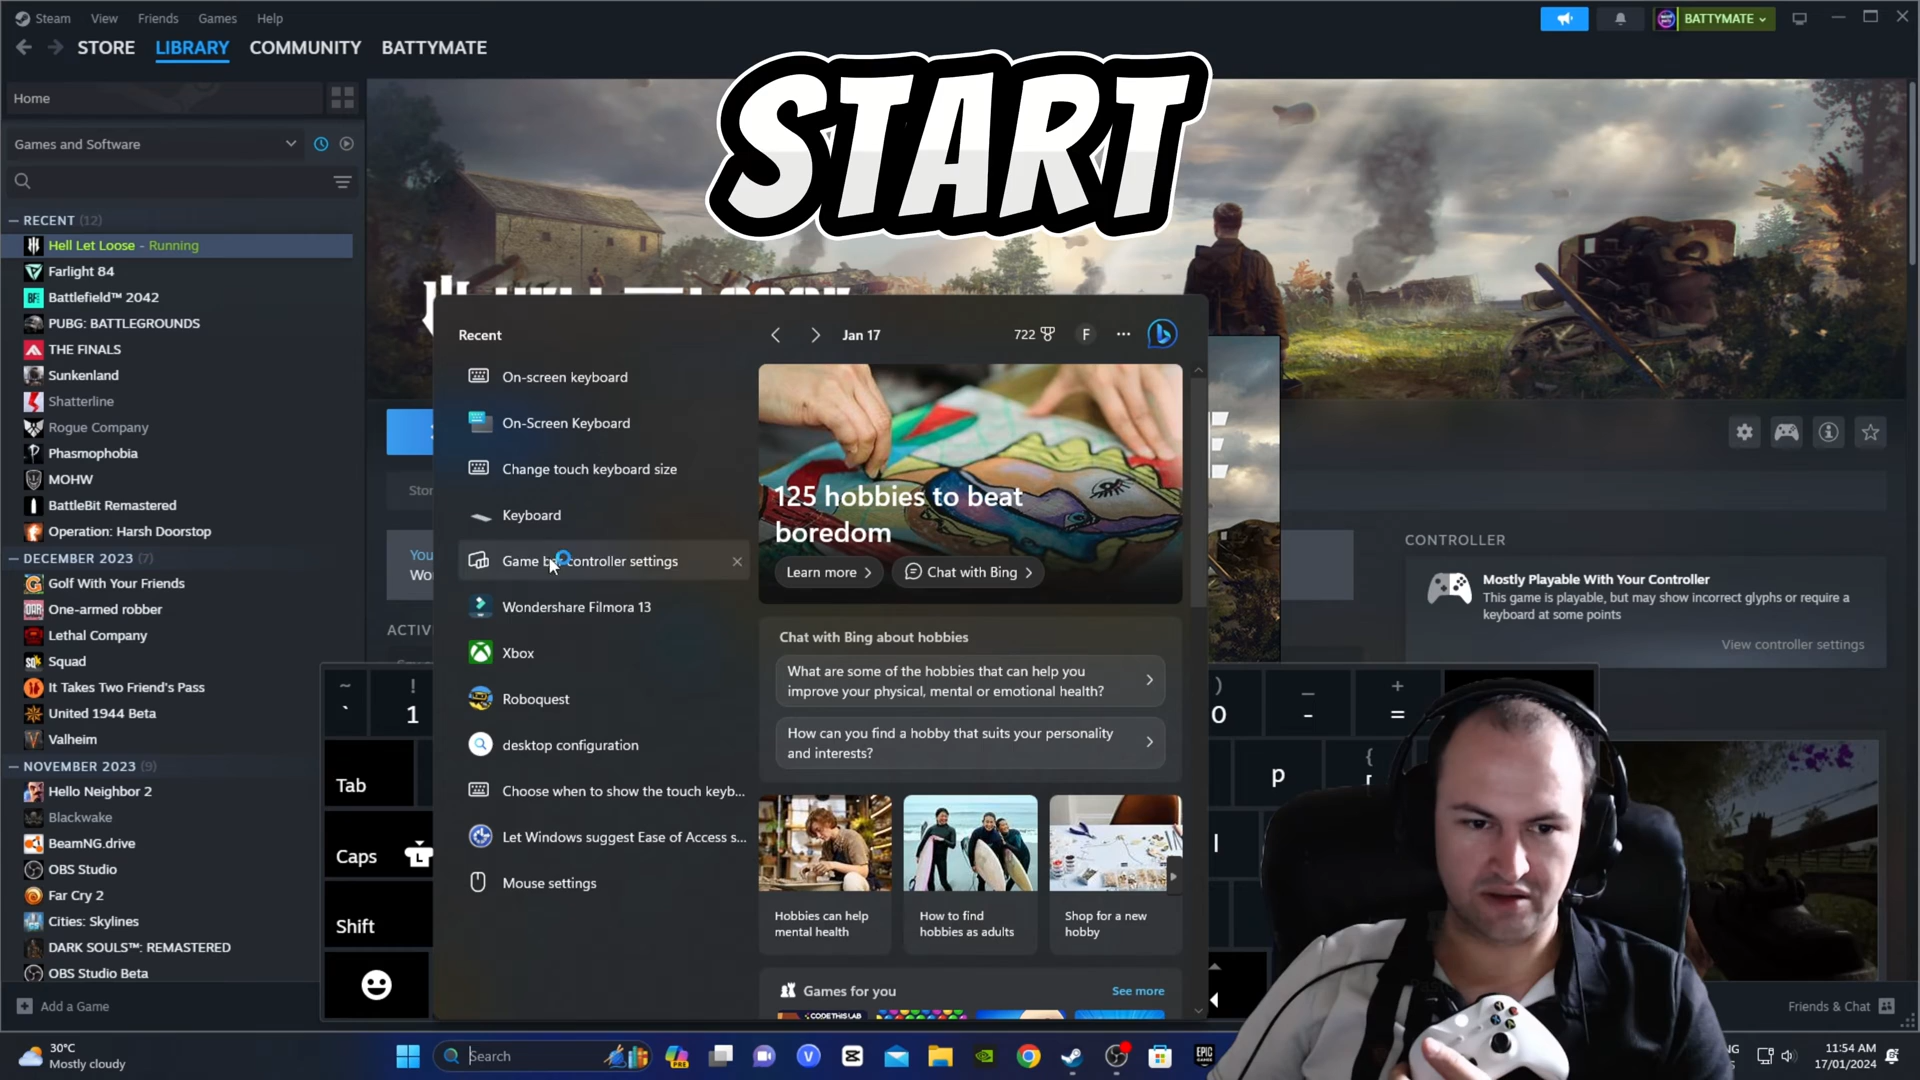 Steam View Friends Games Help
BATTYMATE
STORE LIBRARY COMMUNITY BATTYMATE
START
Home
Games and Software
RECENT (12)
Hell Let Loose - Running
Farlight 84
Battlefield™ 2042
PUBG: BATTLEGROUNDS
THE FINALS
Sunkenland
Shatterline
Rogue Company
Phasmophobia
MOHW
BattleBit Remastered
Operation: Harsh Doorstop
DECEMBER 2023 (7)
Golf With Your Friends
One-armed robber
Lethal Company
Squad
It Takes Two Friend's Pass
United 1944 Beta
Valheim
NOVEMBER 2023 (9)
Hello Neighbor 2
Blackwake
BeamNG.drive
OBS Studio
Far Cry 2
Cities: Skylines
DARK SOULS™: REMASTERED
OBS Studio Beta
Add a Game
Recent
On-screen keyboard
On-Screen Keyboard
Change touch keyboard size
Keyboard
Game bar controller settings
Wondershare Filmora 13
Xbox
Roboquest
desktop configuration
Choose when to show the touch keyb...
Let Windows suggest Ease of Access s...
Mouse settings
Jan 17
722
F
125 hobbies to beat
boredom
Learn more
Chat with Bing
Chat with Bing about hobbies
What are some of the hobbies that can help you
improve your physical, mental or emotional health?
How can you find a hobby that suits your personality
and interests?
Hobbies can help
mental health
How to find
hobbies as adults
Shop for a new
hobby
Games for you
See more
CODE THIS LAB
CONTROLLER
Mostly Playable With Your Controller
This game is playable, but may show incorrect glyphs or require a
keyboard at some points
View controller settings
~ ! ) _ +
` 1 0 - =
Tab p { [
Caps L l
Shift
Friends & Chat
30°C
Mostly cloudy
Search
PRE
V
EPIC
GAMES
11:54 AM
17/01/2024